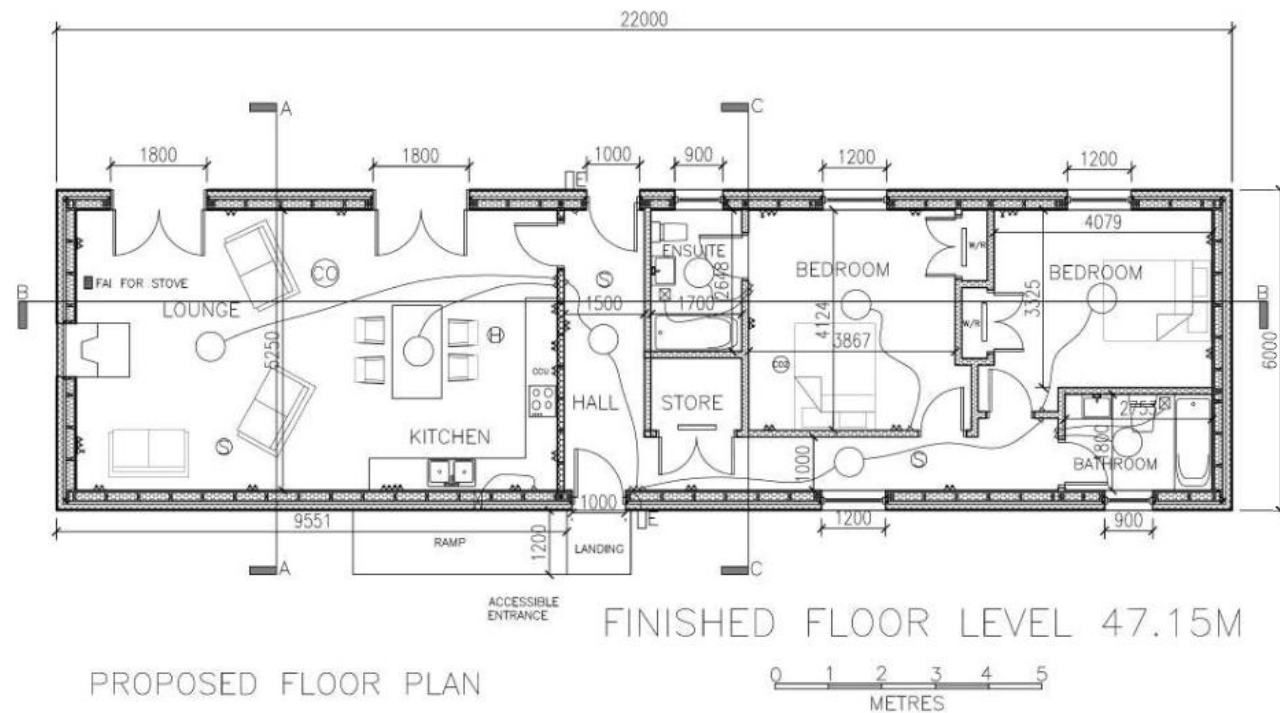 22000
A
C
1800
1800
1000
900
1200
1200
E
4079
ENSUITE
W/R
BEDROOM
BEDROOM
CO
S
FAI FOR STOVE
2648
3325
B
B
LOUNGE
1500
1700
W/R
4124
H
3867
6000
5250
CO2
COU
HALL
STORE
2753
KITCHEN
S
1000
S
1800
BATHROOM
9551
1000
E
1200
900
RAMP
1200
LANDING
A
C
ACCESSIBLE
ENTRANCE
FINISHED FLOOR LEVEL 47.15M
PROPOSED FLOOR PLAN
0 1 2 3 4 5
METRES